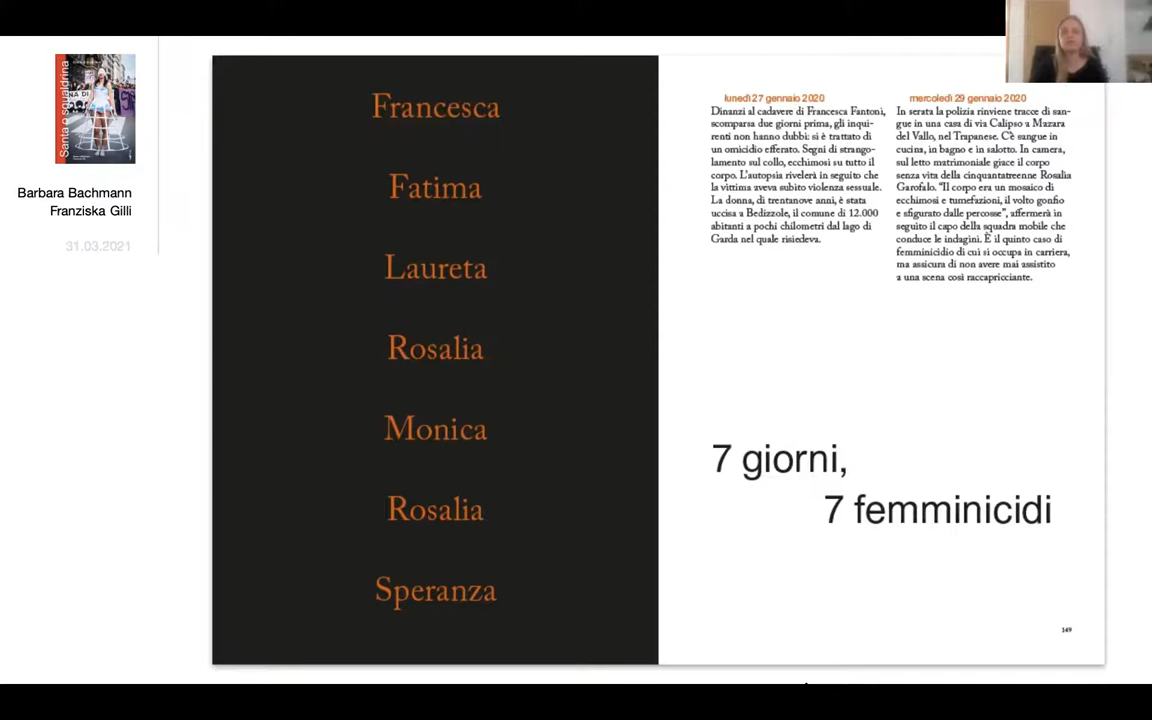 Santa o sgualdrina
Barbara Bachmann
Franziska Gilli
31.03.2021
Francesca
Fatima
Laureta
Rosalia
Monica
Rosalia
Speranza
lunedì 27 gennaio 2020
Dinanzi al cadavere di Francesca Fantoni,
scomparsa due giorni prima, gli inqui-
renti non hanno dubbi: si è trattato di
un omicidio efferato. Segni di strango-
lamento sul collo, ecchimosi su tutto il
corpo. L'autopsia rivelerà in seguito che
la vittima aveva subito violenza sessuale.
La donna, di trentanove anni, è stata
uccisa a Bedizzole, il comune di 12.000
abitanti a pochi chilometri dal lago di
Garda nel quale risiedeva.
mercoledì 29 gennaio 2020
In serata la polizia rinviene tracce di san-
gue in una casa di via Calipso a Mazara
del Vallo, nel Trapanese. C'è sangue in
cucina, in bagno e in salotto. In camera,
sul letto matrimoniale giace il corpo
senza vita della cinquantatreenne Rosalia
Garofalo. "Il corpo era un mosaico di
ecchimosi e tumefazioni, il volto gonfio
e sfigurato dalle percosse", affermerà in
seguito il capo della squadra mobile che
conduce le indagini. È il quinto caso di
femminicidio di cui si occupa in carriera,
ma assicura di non avere mai assistito
a una scena così raccapricciante.
7 giorni,
7 femminicidi
149